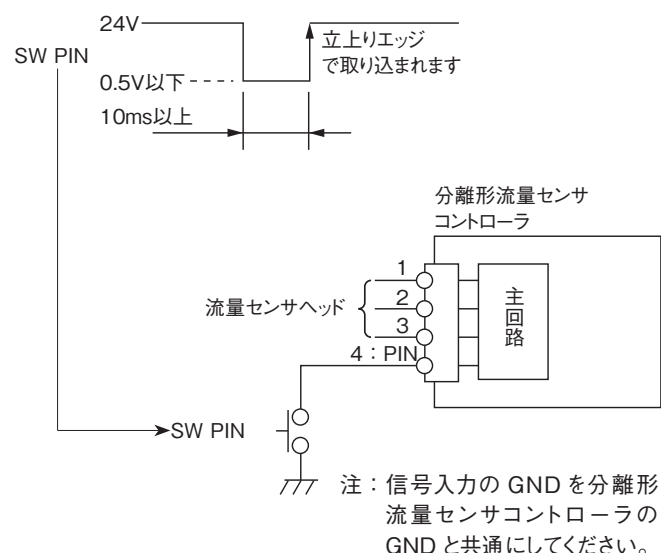 24V
SW PIN
立上りエッジ
で取り込まれます
0.5V以下
10ms以上
分離形流量センサ
コントローラ
流量センサヘッド
1
2
3
4：PIN
主回路
SW PIN
注：信号入力の GND を分離形
流量センサコントローラの
GND と共通にしてください。